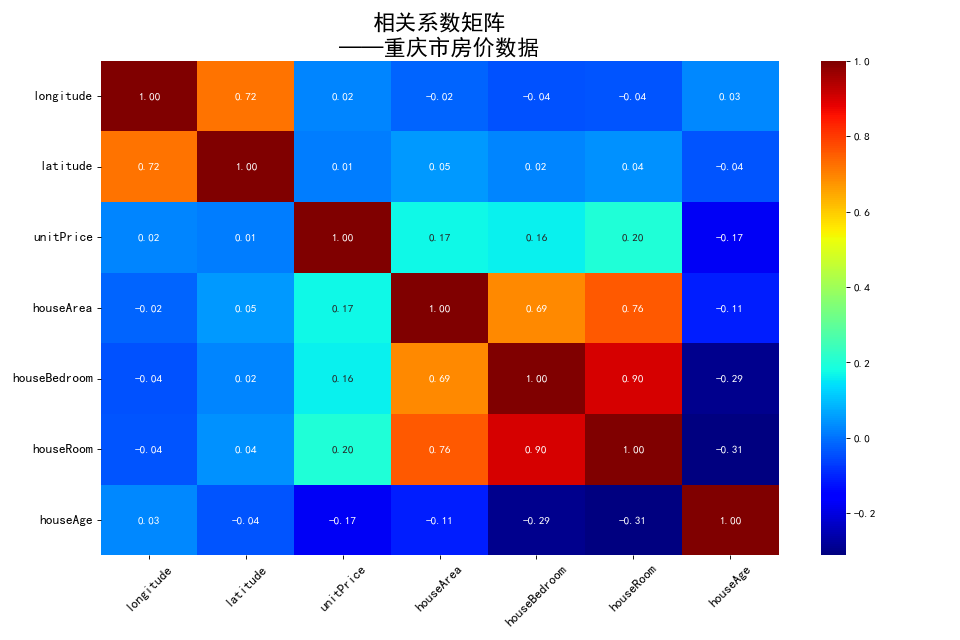 相关系数矩阵
——重庆市房价数据
longitude 1.00 0.72 0.02 -0.02 -0.04 -0.04 0.03
latitude 0.72 1.00 0.01 0.05 0.02 0.04 -0.04
unitPrice 0.02 0.01 1.00 0.17 0.16 0.20 -0.17
houseArea -0.02 0.05 0.17 1.00 0.69 0.76 -0.11
houseBedroom -0.04 0.02 0.16 0.69 1.00 0.90 -0.29
houseRoom -0.04 0.04 0.20 0.76 0.90 1.00 -0.31
houseAge 0.03 -0.04 -0.17 -0.11 -0.29 -0.31 1.00
longitude latitude unitPrice houseArea houseBedroom houseRoom houseAge
1.0
0.8
0.6
0.4
0.2
0.0
-0.2